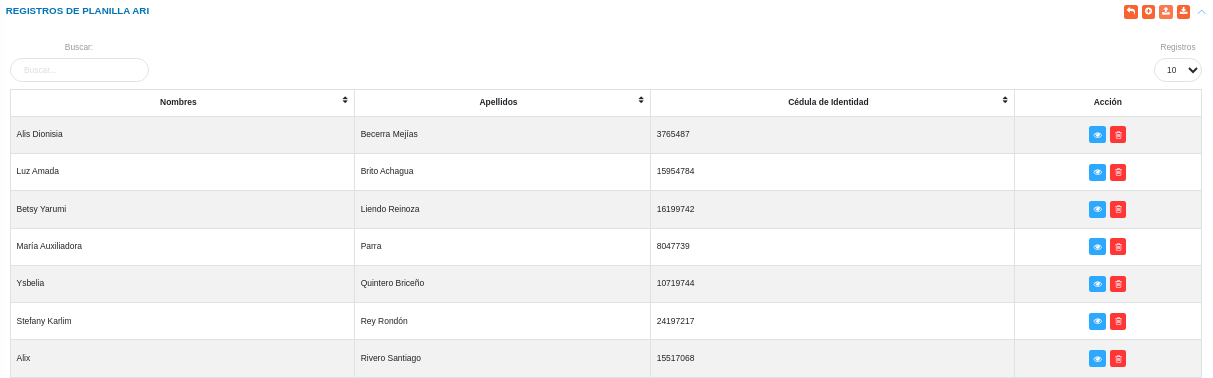 REGISTROS DE PLANILLA ARI
Buscar: Registros
Buscar... 10
Nombres Apellidos Cédula de Identidad Acción
Alis Dionisia Becerra Mejías 3765487
Luz Amada Brito Achagua 15954784
Betsy Yarumi Liendo Reinoza 16199742
María Auxiliadora Parra 8047739
Ysbelia Quintero Briceño 10719744
Stefany Karlim Rey Rondón 24197217
Alix Rivero Santiago 15517068